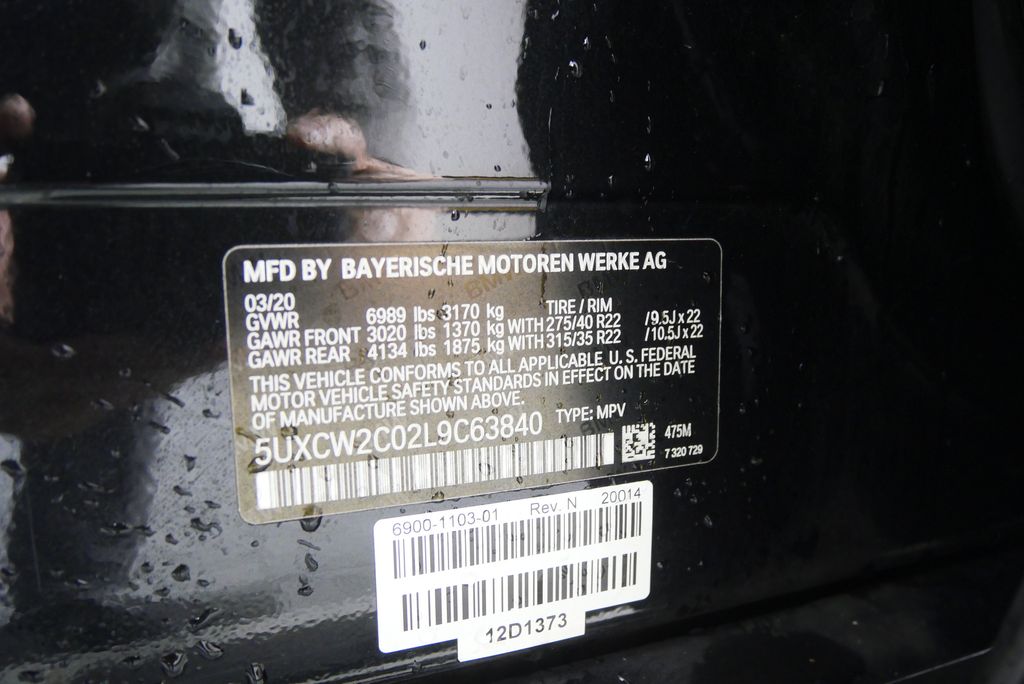 MFD BY BAYERISCHE MOTOREN WERKE AG
03/20 TIRE / RIM
GVWR 6989 lbs 3170 kg
GAWR FRONT 3020 lbs 1370 kg WITH 275/40 R22 /9.5J x 22
GAWR REAR 4134 lbs 1875 kg WITH 315/35 R22 /10.5J x 22
THIS VEHICLE CONFORMS TO ALL APPLICABLE U.S. FEDERAL
MOTOR VEHICLE SAFETY STANDARDS IN EFFECT ON THE DATE
OF MANUFACTURE SHOWN ABOVE.
5UXCW2C02L9C63840 TYPE: MPV
475M
7 320 729
6900-1103-01 Rev. N 20014
12D1373